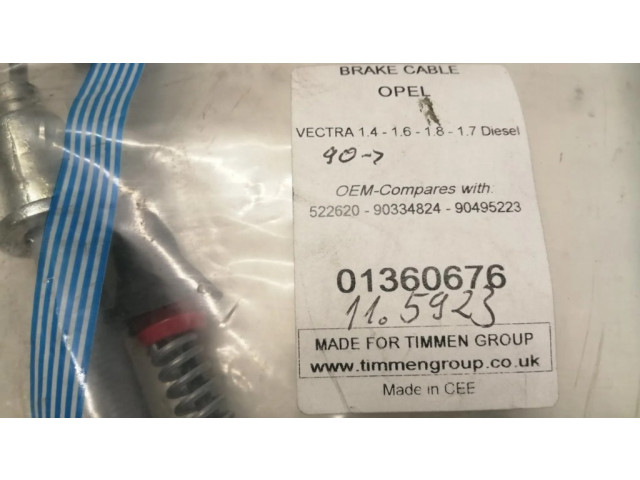 BRAKE CABLE
OPEL
VECTRA 1.4 - 1.6 - 1.8 - 1.7 Diesel
90->
OEM-Compares with:
522620 - 90334824 - 90495223
01360676
11.5923
MADE FOR TIMMEN GROUP
www.timmengroup.co.uk
Made in CEE